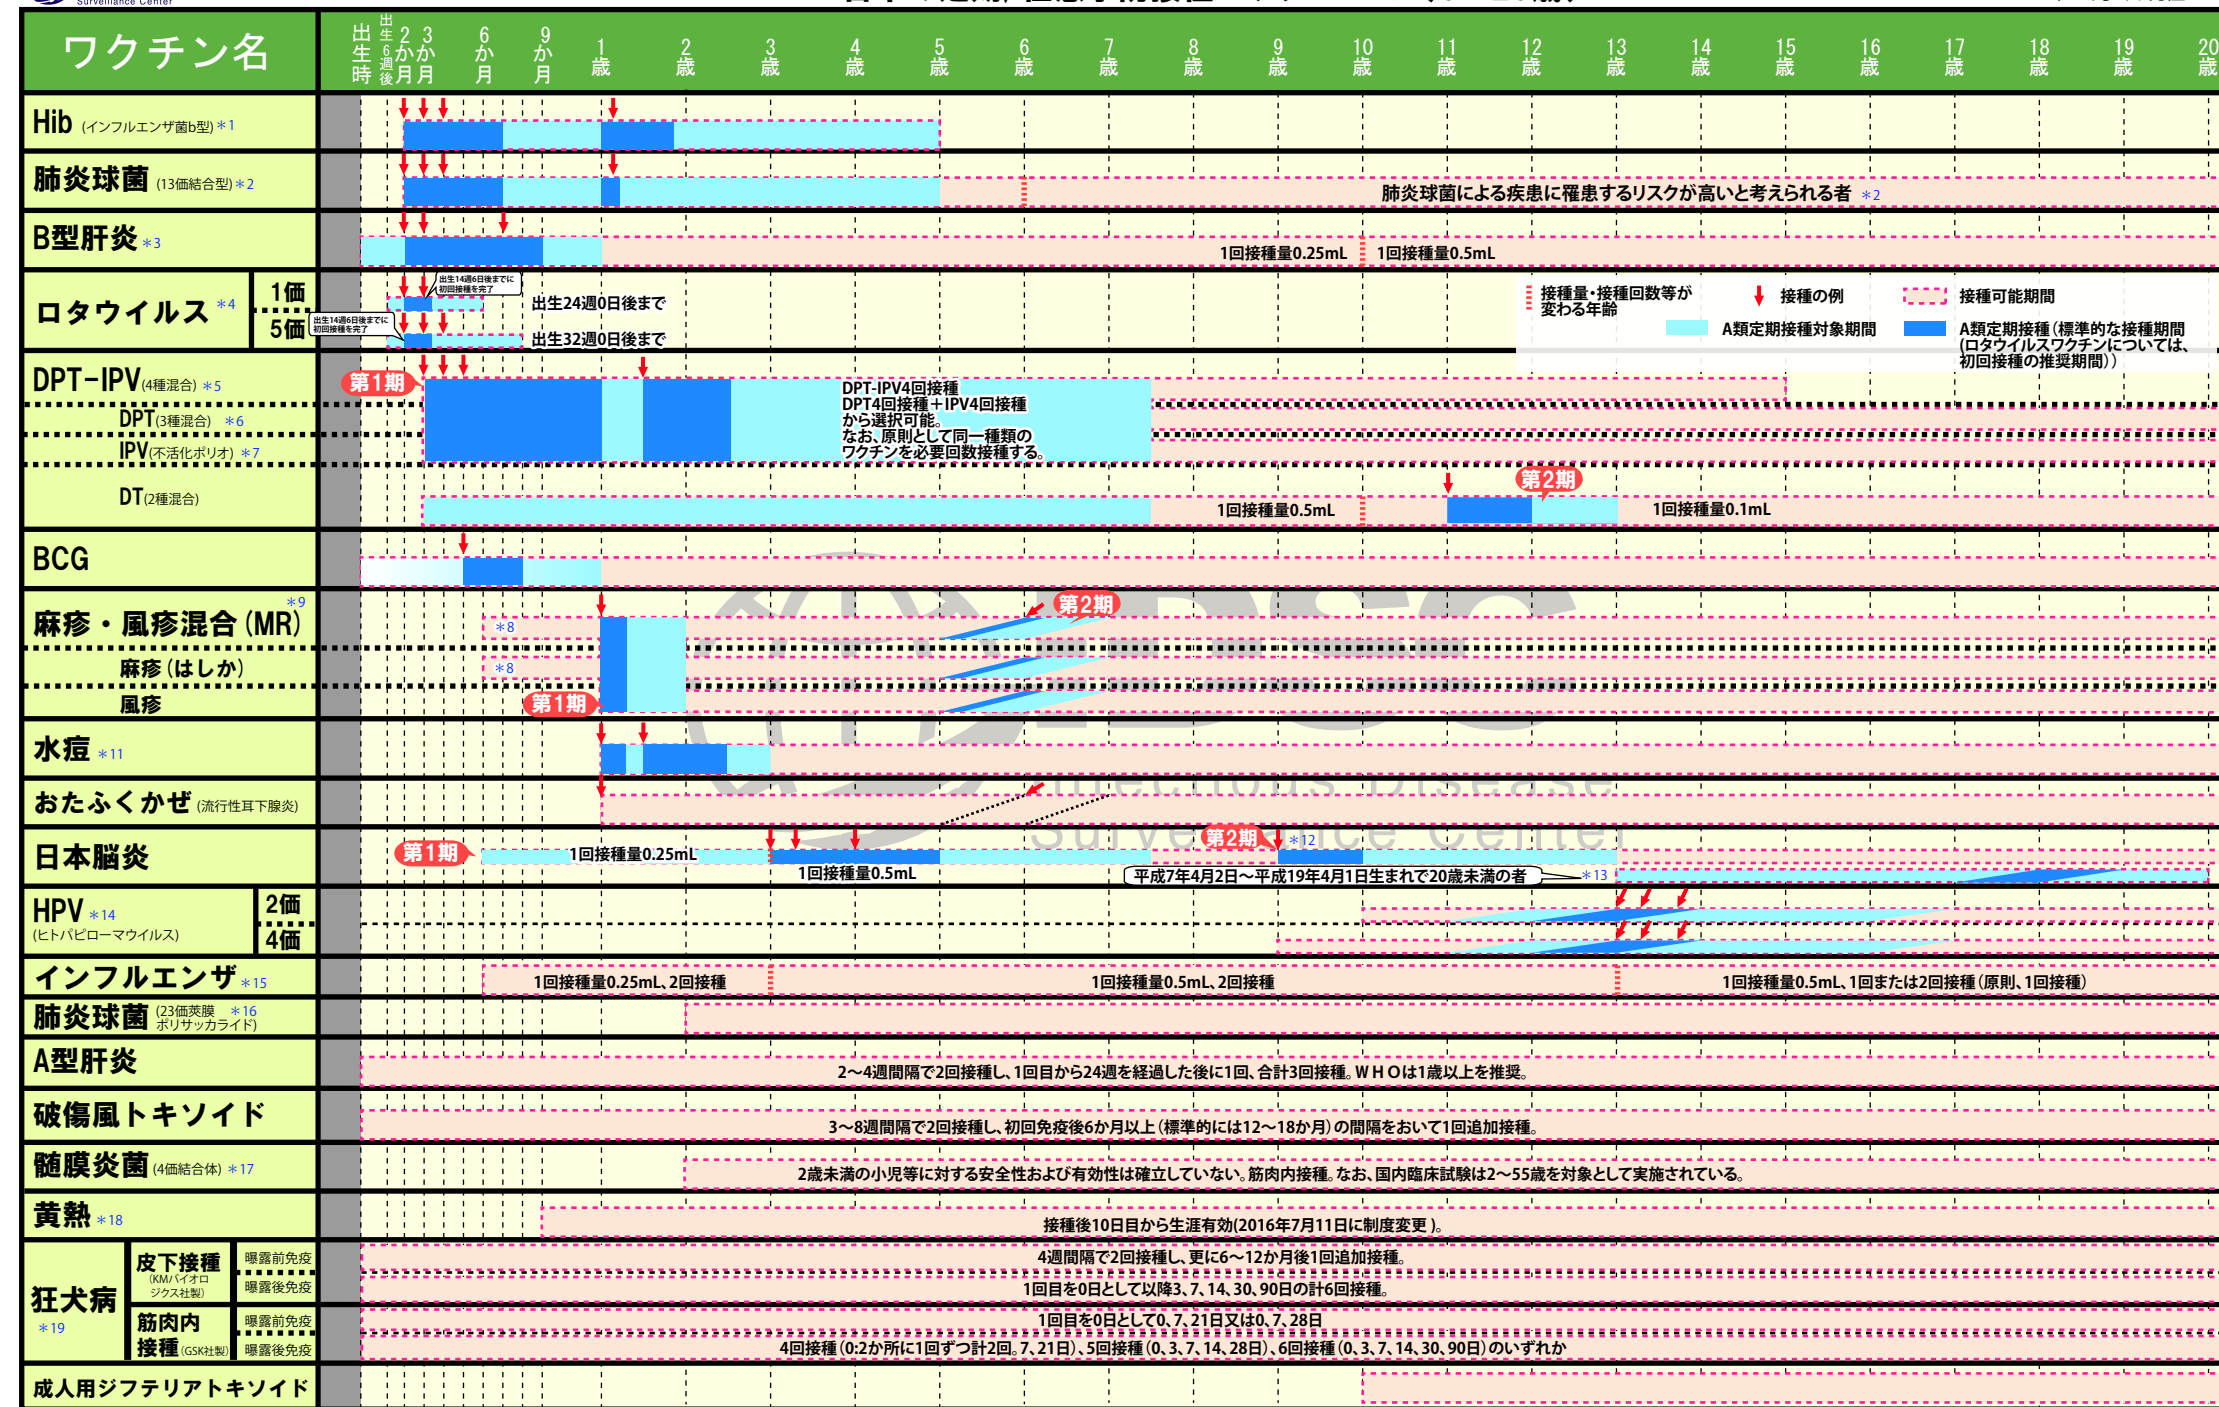 Surveillance Center
ワクチン名
出生時
出生6週後
2か月
3か月
6か月
9か月
1歳
2歳
3歳
4歳
5歳
6歳
7歳
8歳
9歳
10歳
11歳
12歳
13歳
14歳
15歳
16歳
17歳
18歳
19歳
20歳
Hib (インフルエンザ菌b型) *1
肺炎球菌 (13価結合型) *2
肺炎球菌による疾患に罹患するリスクが高いと考えられる者 *2
B型肝炎 *3
1回接種量0.25mL
1回接種量0.5mL
ロタウイルス *4
1価
5価
出生14週6日後までに
初回接種を完了
出生24週0日後まで
出生14週6日後までに
初回接種を完了
出生32週0日後まで
接種量・接種回数等が
変わる年齢
接種の例
接種可能期間
A類定期接種対象期間
A類定期接種(標準的な接種期間
(ロタウイルスワクチンについては、
初回接種の推奨期間))
DPT-IPV(4種混合) *5
第1期
DPT(3種混合) *6
IPV(不活化ポリオ) *7
DPT-IPV4回接種
DPT4回接種+IPV4回接種
から選択可能。
なお、原則として同一種類の
ワクチンを必要回数接種する。
DT(2種混合)
1回接種量0.5mL
第2期
1回接種量0.1mL
BCG
麻疹・風疹混合(MR) *9
*8
第2期
麻疹(はしか)
*8
風疹
第1期
水痘 *11
おたふくかぜ (流行性耳下腺炎)
Infectious Disease
Surveillance Center
日本脳炎
第1期
1回接種量0.25mL
1回接種量0.5mL
第2期
*12
平成7年4月2日～平成19年4月1日生まれで20歳未満の者
*13
HPV *14
(ヒトパピローマウイルス)
2価
4価
インフルエンザ *15
1回接種量0.25mL、2回接種
1回接種量0.5mL、2回接種
1回接種量0.5mL、1回または2回接種(原則、1回接種)
肺炎球菌 (23価莢膜 *16
ポリサッカライド)
A型肝炎
2～4週間隔で2回接種し、1回目から24週を経過した後に1回、合計3回接種。WHOは1歳以上を推奨。
破傷風トキソイド
3～8週間隔で2回接種し、初回免疫後6か月以上(標準的には12～18か月)の間隔をおいて1回追加接種。
髄膜炎菌 (4価結合体) *17
2歳未満の小児等に対する安全性および有効性は確立していない。筋肉内接種。なお、国内臨床試験は2～55歳を対象として実施されている。
黄熱 *18
接種後10日目から生涯有効(2016年7月11日に制度変更)。
狂犬病
*19
皮下接種
(KMバイオロ
ジクス社製)
曝露前免疫
4週間隔で2回接種し、更に6～12か月後1回追加接種。
曝露後免疫
1回目を0日として以降3、7、14、30、90日の計6回接種。
筋肉内
接種(GSK社製)
曝露前免疫
1回目を0日として0、7、21日又は0、7、28日
曝露後免疫
4回接種(0:2か所に1回ずつ計2回。7、21日)、5回接種(0、3、7、14、28日)、6回接種(0、3、7、14、30、90日)のいずれか
成人用ジフテリアトキソイド